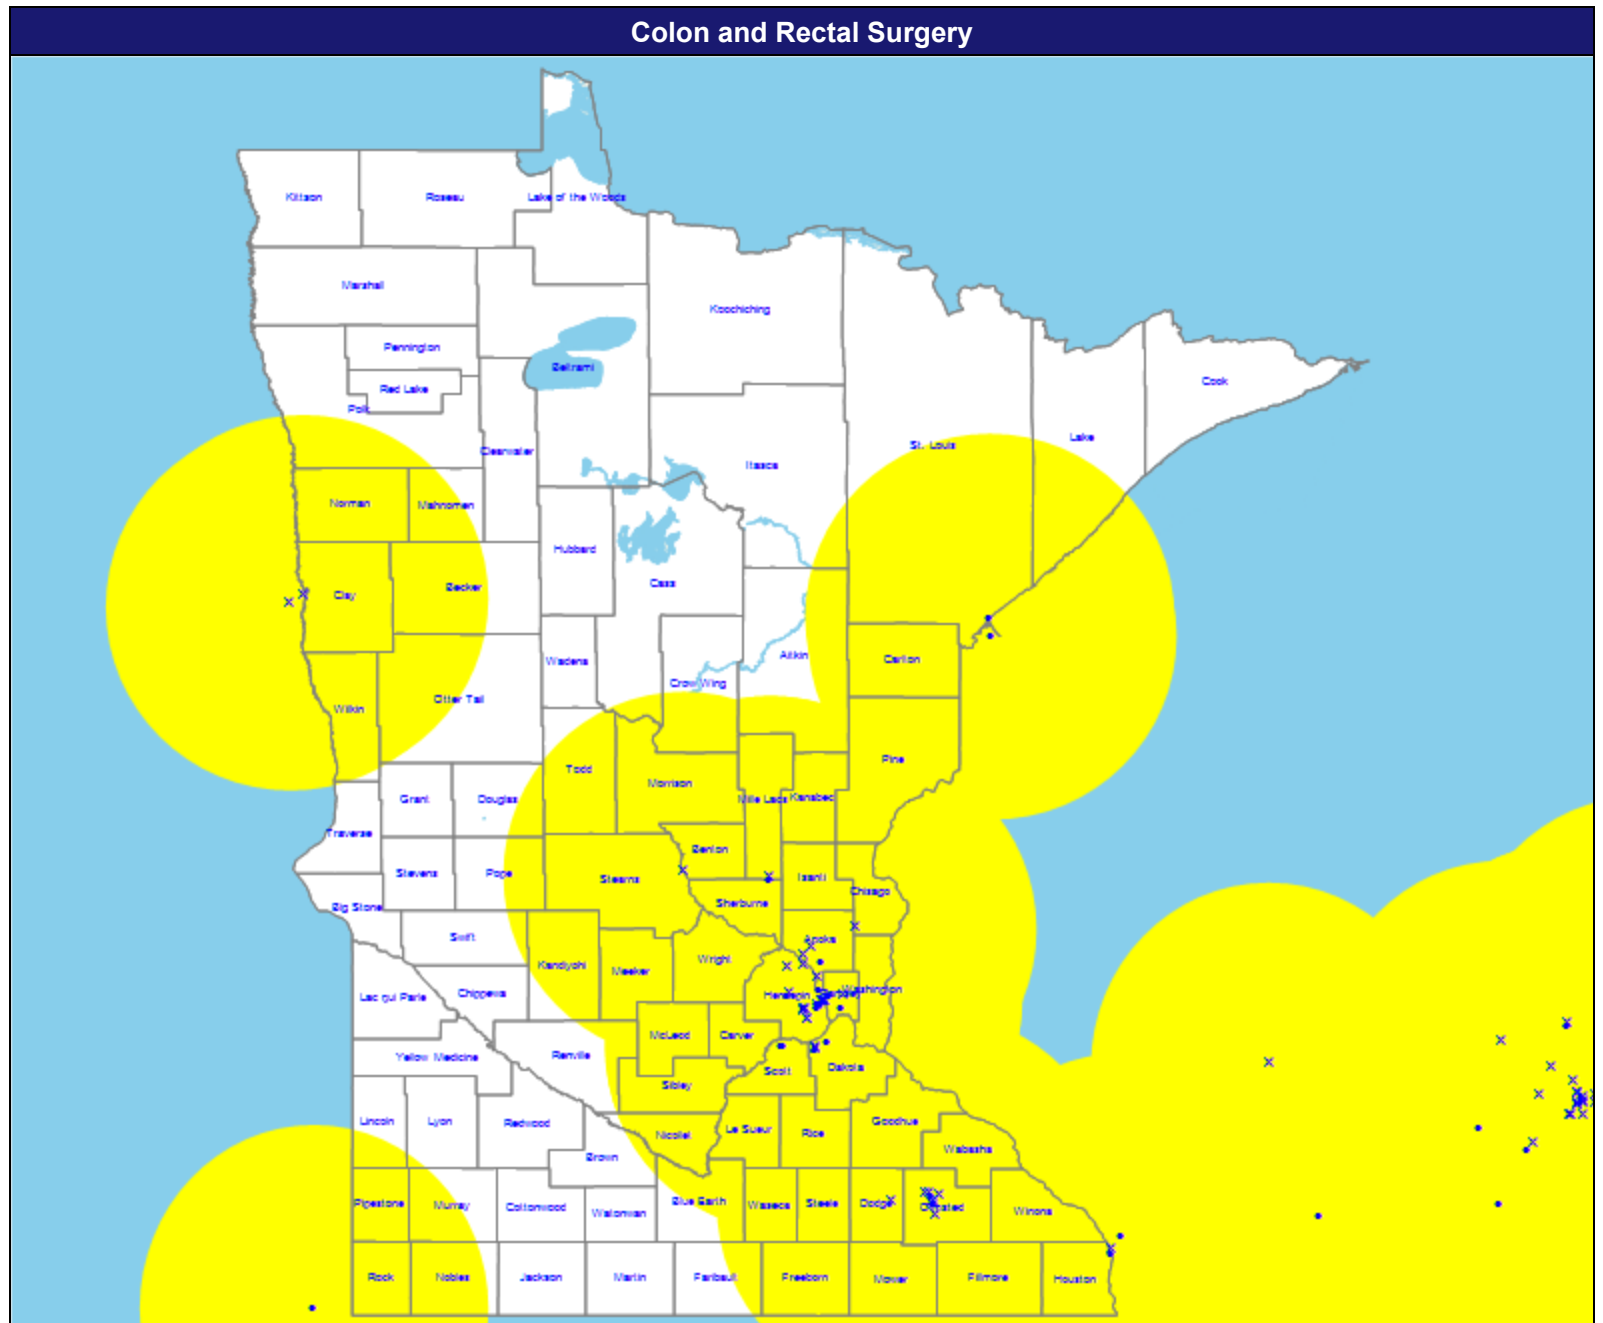 Colon and Rectal Surgery
Kittson
Roseau
Lake of the Woods
Marshall
Koochiching
Pennington
Beltrami
Red Lake
Cook
Polk
Lake
St. Louis
Clearwater
Itasca
Norman
Mahnomen
Hubbard
Cass
Becker
Clay
Aitkin
Carlton
Wadena
Crow Wing
Otter Tail
Wilkin
Pine
Todd
Morrison
Grant
Douglas
Mille Lacs
Kanabec
Traverse
Benton
Stevens
Pope
Stearns
Isanti
Chisago
Sherburne
Big Stone
Swift
Anoka
Wright
Kandiyohi
Meeker
Chippewa
Lac qui Parle
Hennepin
Ramsey
Washington
McLeod
Carver
Yellow Medicine
Renville
Scott
Dakota
Sibley
Lincoln
Lyon
Redwood
Nicollet
Le Sueur
Rice
Goodhue
Wabasha
Brown
Pipestone
Murray
Cottonwood
Watonwan
Blue Earth
Waseca
Steele
Dodge
Olmsted
Winona
Rock
Nobles
Jackson
Martin
Faribault
Freeborn
Mower
Fillmore
Houston